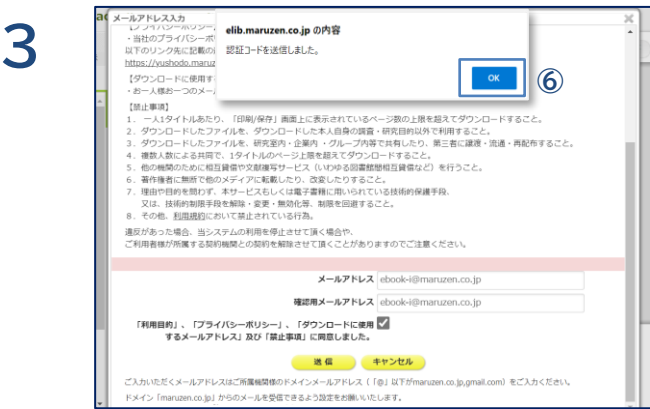 3
メールアドレス入力
elib.maruzen.co.jp の内容
認証コードを送信しました。
OK
⑥
・当社のプライバシーポ
以下のリンク先に記載の
https://yushodo.maruz
【ダウンロードに使用す
・お一人様お一つのメー
【禁止事項】
1. 一人1タイトルあたり、「印刷/保存」画面上に表示されているページ数の上限を超えてダウンロードすること。
2. ダウンロードしたファイルを、ダウンロードした本人自身の調査・研究目的以外で利用すること。
3. ダウンロードしたファイルを、研究室内・企業内・グループ内等で共有したり、第三者に譲渡・流通・再配布すること。
4. 複数人数による共同で、1タイトルのページ上限を超えてダウンロードすること。
5. 他の機関のために相互貸借や文献複写サービス（いわゆる図書館間相互貸借など）を行うこと。
6. 著作権者に無断で他のメディアに転載したり、改変したりすること。
7. 理由や目的を問わず、本サービスもしくは電子書籍に用いられている技術的保護手段、
又は、技術的制限手段を解除・変更・無効化等、制限を回避すること。
8. その他、利用規約において禁止されている行為。
違反があった場合、当システムの利用を停止させて頂く場合や、
ご利用者様が所属する契約機関との契約を解除させて頂くことがありますのでご注意ください。
メールアドレス ebook-i@maruzen.co.jp
確認用メールアドレス ebook-i@maruzen.co.jp
「利用目的」、「プライバシーポリシー」、「ダウンロードに使用
するメールアドレス」及び「禁止事項」に同意しました。
送信 キャンセル
ご入力いただくメールアドレスはご所属機関様のドメインメールアドレス（「@」以下がmaruzen.co.jp,gmail.com）をご入力ください。
ドメイン「maruzen.co.jp」からのメールを受信できるよう設定をお願いいたします。